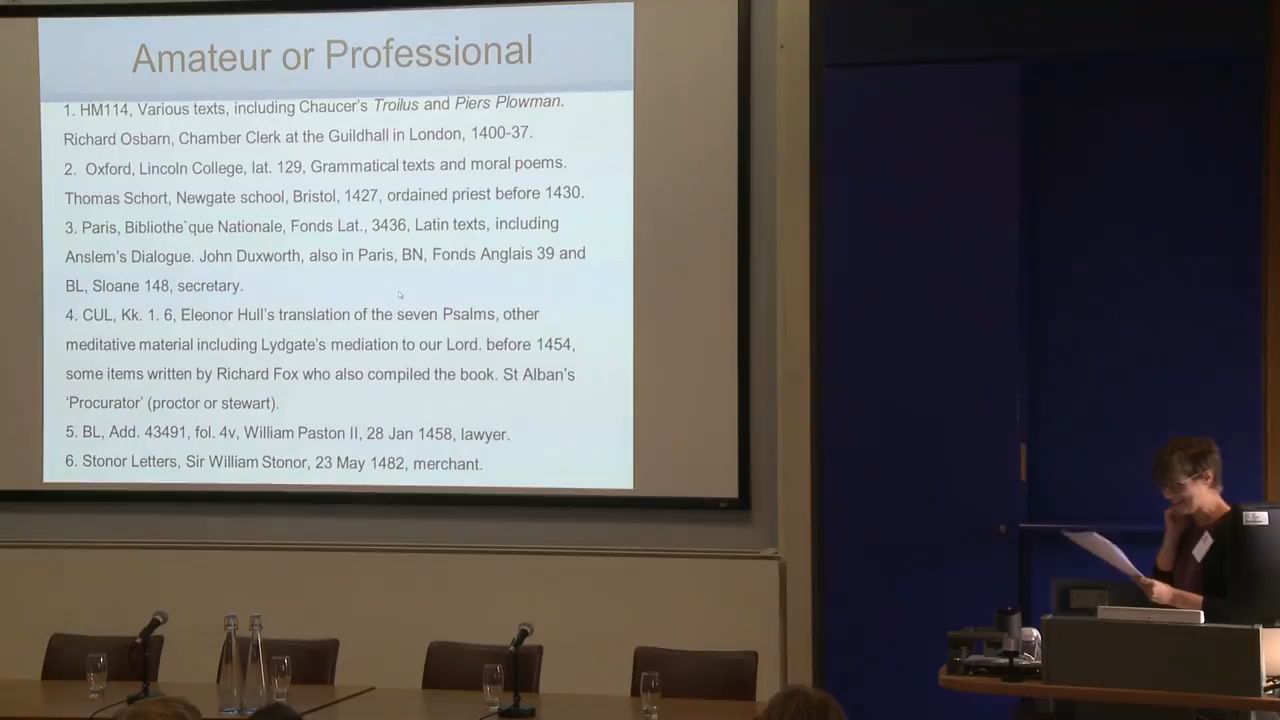 Amateur or Professional
1. HM114, Various texts, including Chaucer's Troilus and Piers Plowman.
Richard Osbarn, Chamber Clerk at the Guildhall in London, 1400-37.
2. Oxford, Lincoln College, lat. 129, Grammatical texts and moral poems.
Thomas Schort, Newgate school, Bristol, 1427, ordained priest before 1430.
3. Paris, Bibliothe`que Nationale, Fonds Lat., 3436, Latin texts, including
Anslem's Dialogue. John Duxworth, also in Paris, BN, Fonds Anglais 39 and
BL, Sloane 148, secretary.
4. CUL, Kk. 1. 6, Eleonor Hull's translation of the seven Psalms, other
meditative material including Lydgate's mediation to our Lord. before 1454,
some items written by Richard Fox who also compiled the book. St Alban's
'Procurator' (proctor or stewart).
5. BL, Add. 43491, fol. 4v, William Paston II, 28 Jan 1458, lawyer.
6. Stonor Letters, Sir William Stonor, 23 May 1482, merchant.